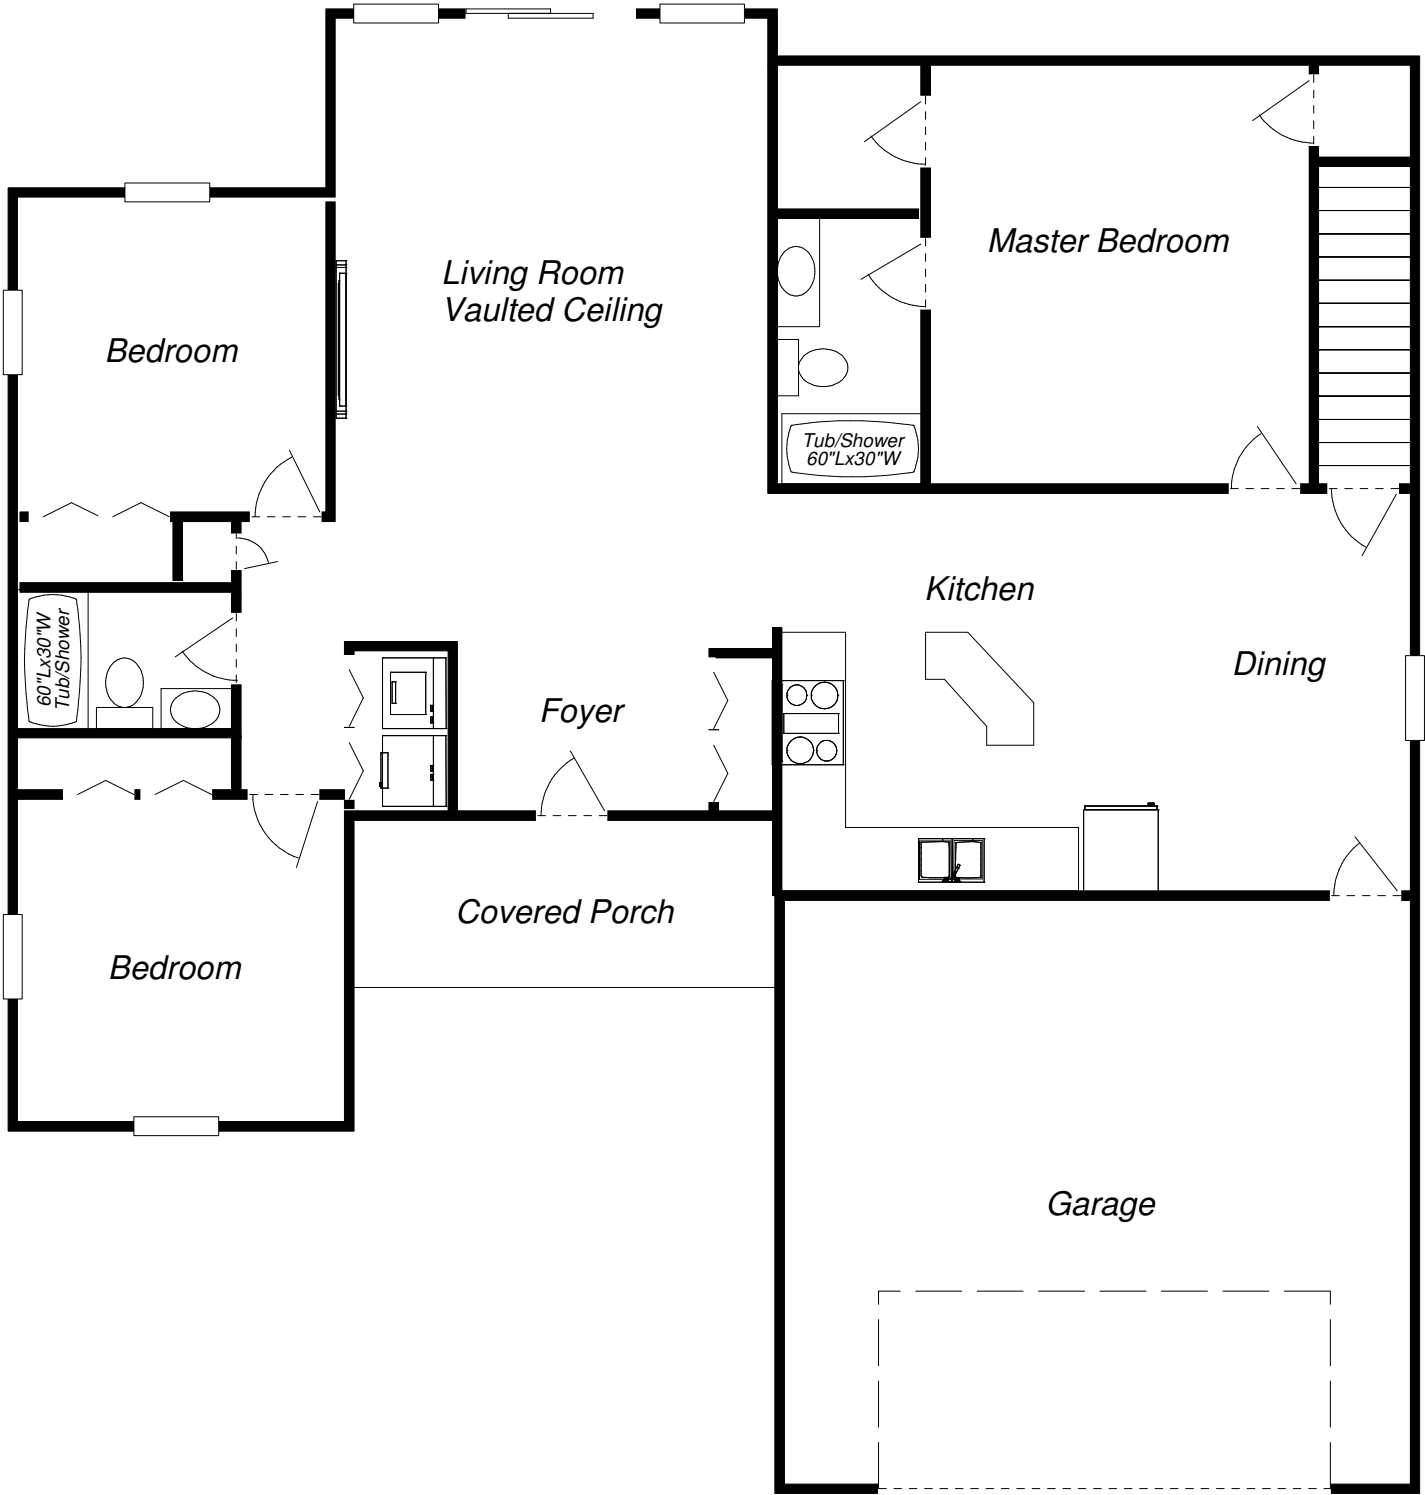 Master Bedroom
Living Room
Vaulted Ceiling
Bedroom
Tub/Shower
60"Lx30"W
Kitchen
60"Lx30"W
Tub/Shower
Dining
Foyer
Covered Porch
Bedroom
Garage